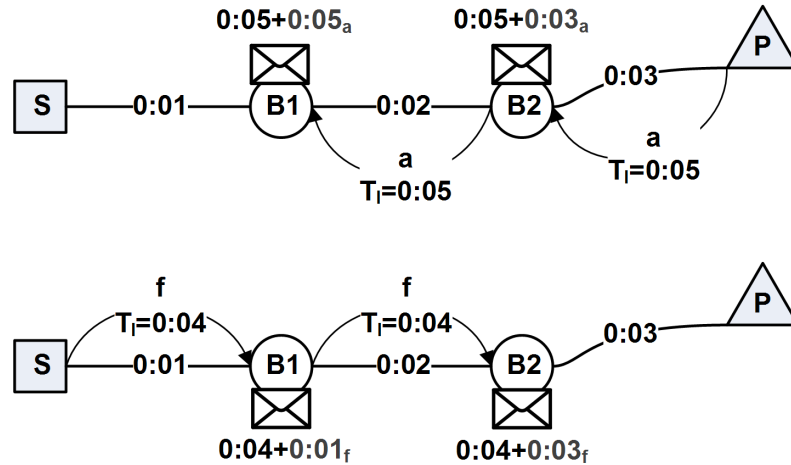 0:05+0:05a 0:05+0:03a
P
S 0:01 B1 0:02 B2 0:03
a a
Tl=0:05 Tl=0:05
f f
Tl=0:04 Tl=0:04
P
S 0:01 B1 0:02 B2 0:03
0:04+0:01f 0:04+0:03f